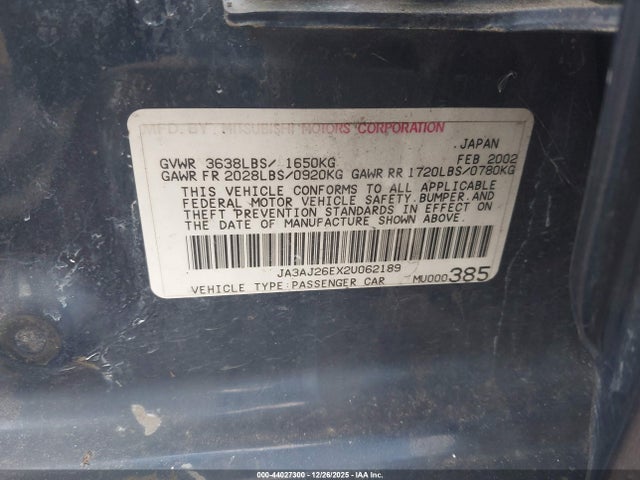 MFD. BY MITSUBISHI MOTORS CORPORATION
JAPAN
GVWR 3638LBS/ 1650KG FEB 2002
GAWR FR 2028LBS/0920KG GAWR RR 1720LBS/0780KG
THIS VEHICLE CONFORMS TO ALL APPLICABLE
FEDERAL MOTOR VEHICLE SAFETY,BUMPER,AND
THEFT PREVENTION STANDARDS IN EFFECT ON
THE DATE OF MANUFACTURE SHOWN ABOVE.
JA3AJ26EX2U062189
VEHICLE TYPE:PASSENGER CAR MU000385
000-44027300 - 12/26/2025 - IAA Inc.